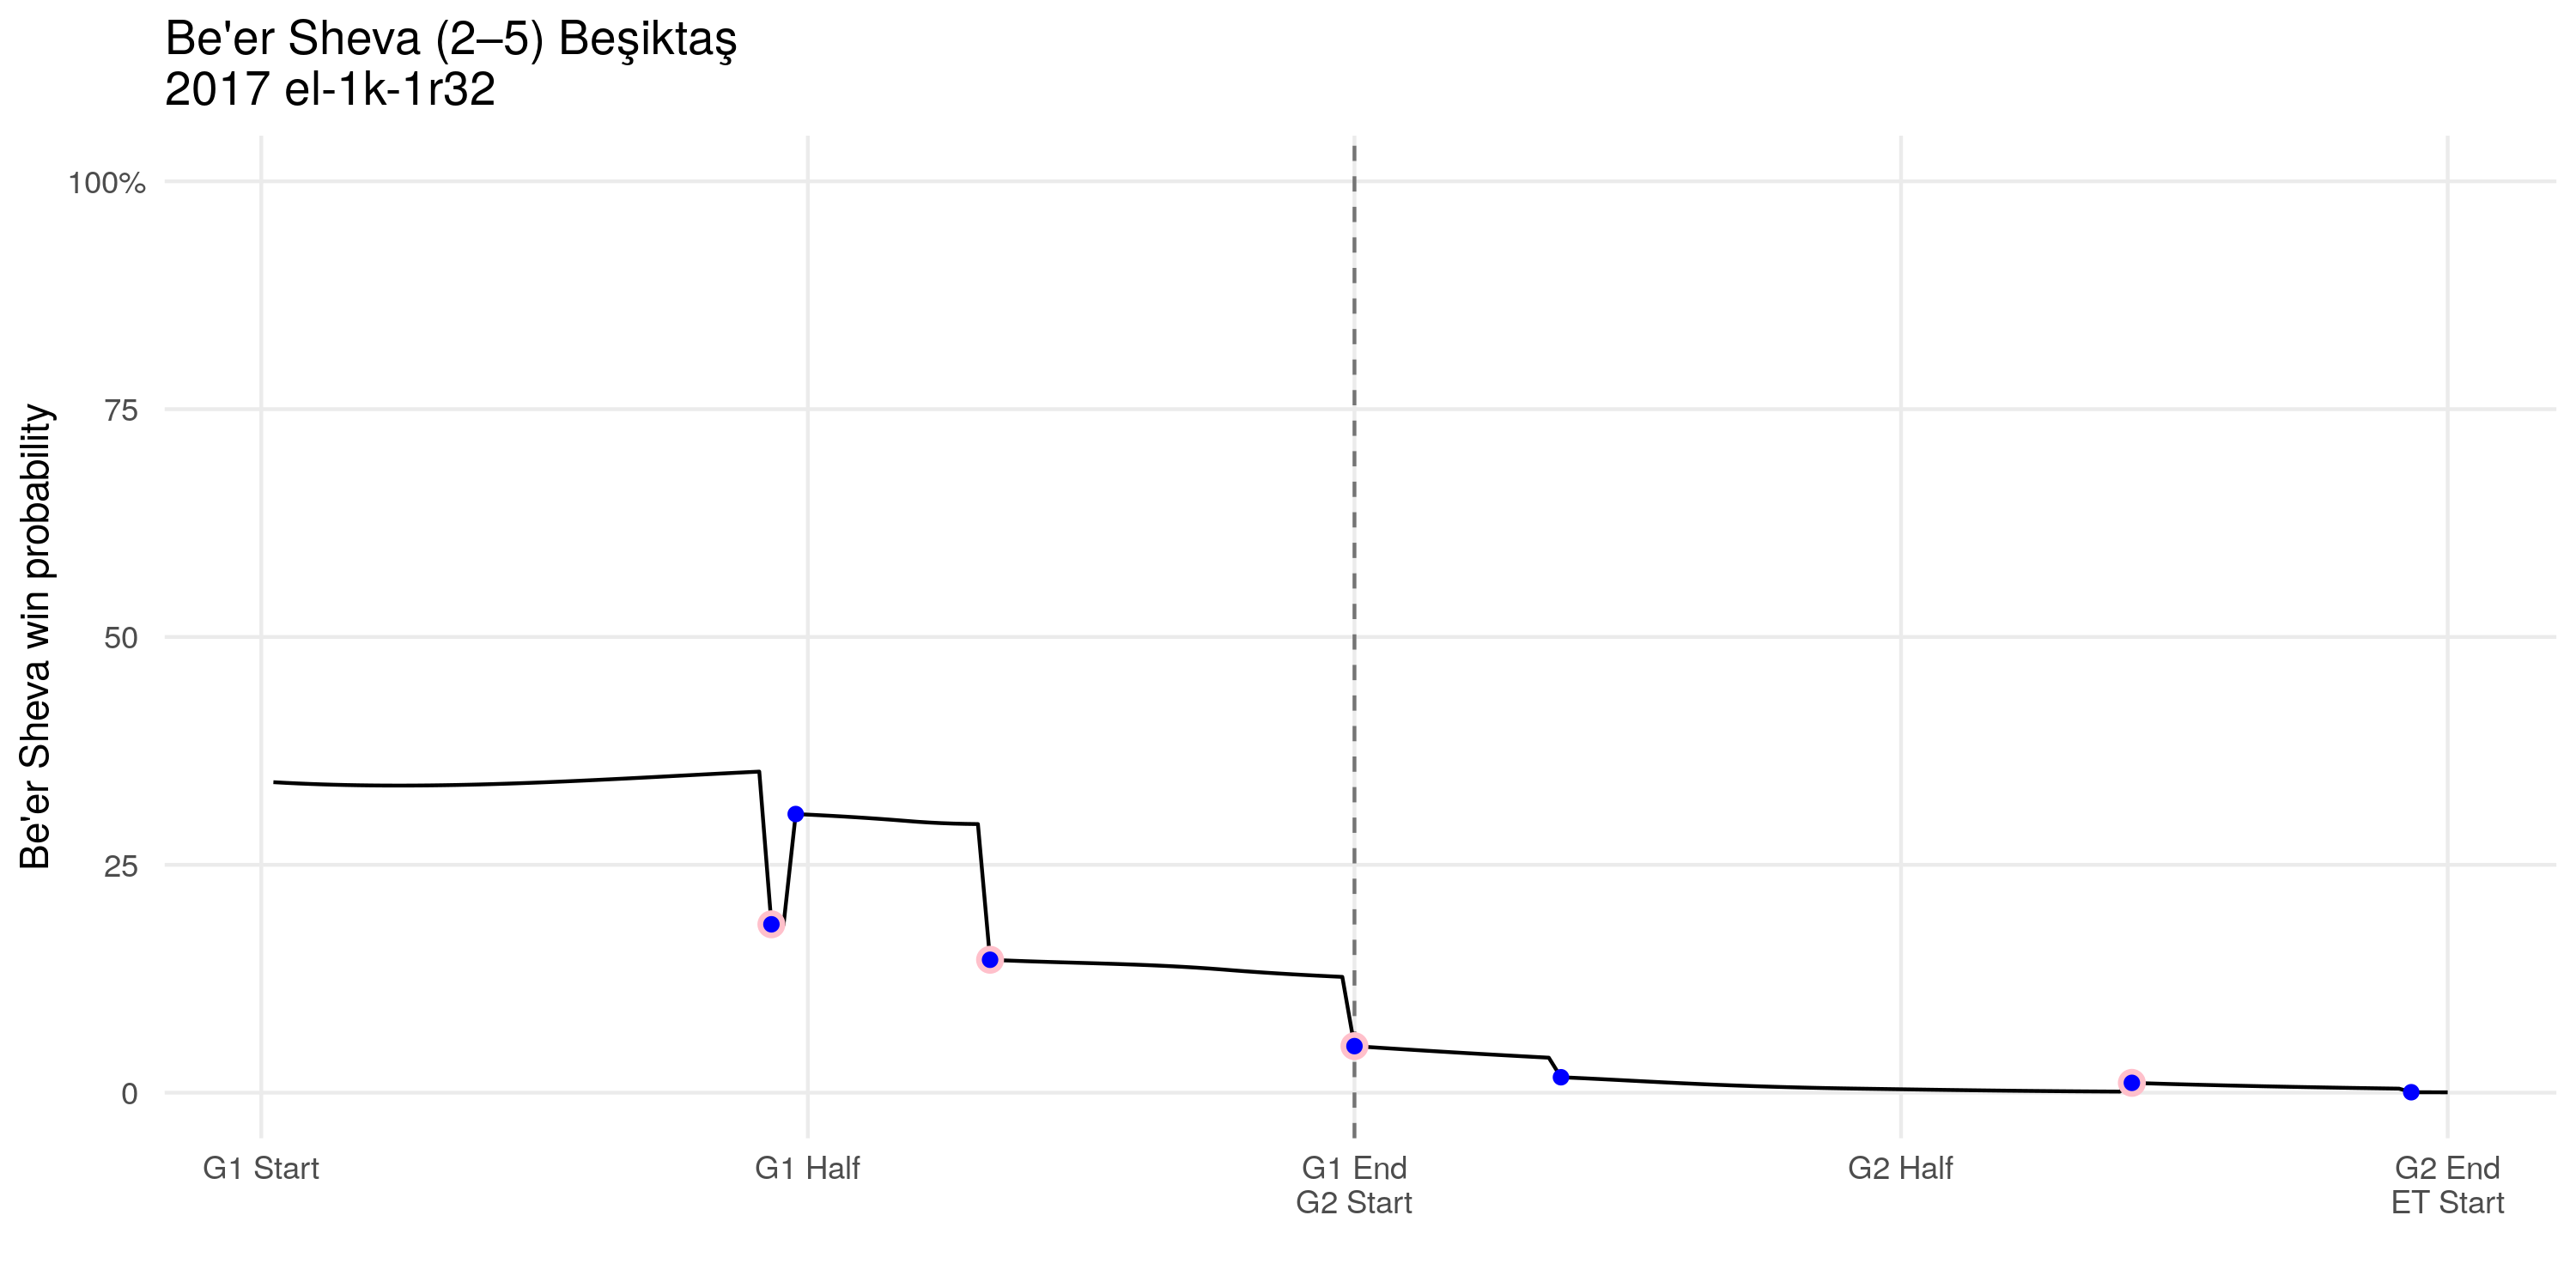 Be'er Sheva (2–5) Beşiktaş
2017 el-1k-1r32
Be'er Sheva win probability
100%
75
50
25
0
G1 Start
G1 Half
G1 End
G2 Start
G2 Half
G2 End
ET Start